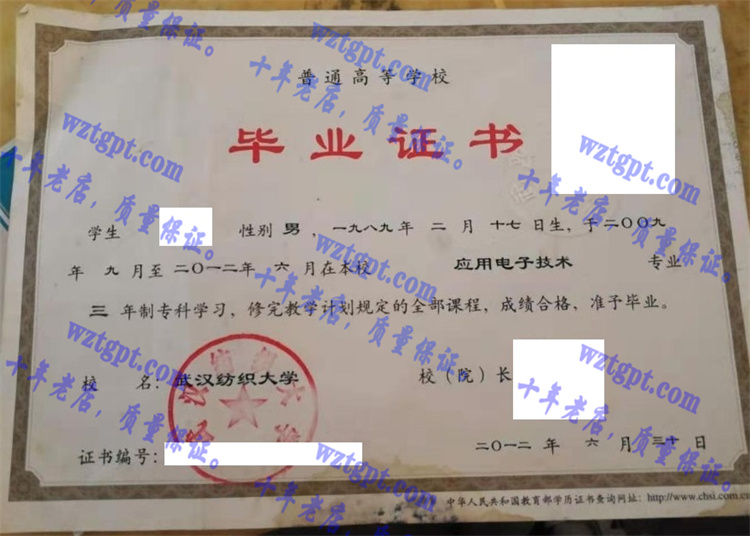 普通高等学校
毕业证书
学生 性别 男 ，一九八九年 二 月 十七 日生，于二〇〇九
年 九 月至二〇一二年 六 月在本校 应用电子技术 专业
三 年制专科学习，修完教学计划规定的全部课程，成绩合格，准予毕业。
校 名：武汉纺织大学 校（院）长
二〇一二年 六 月 三十 日
证书编号：
中华人民共和国教育部学历证书查询网址：http://www.chsi.com.cn
wztgpt.com
十年老店，质量保证。